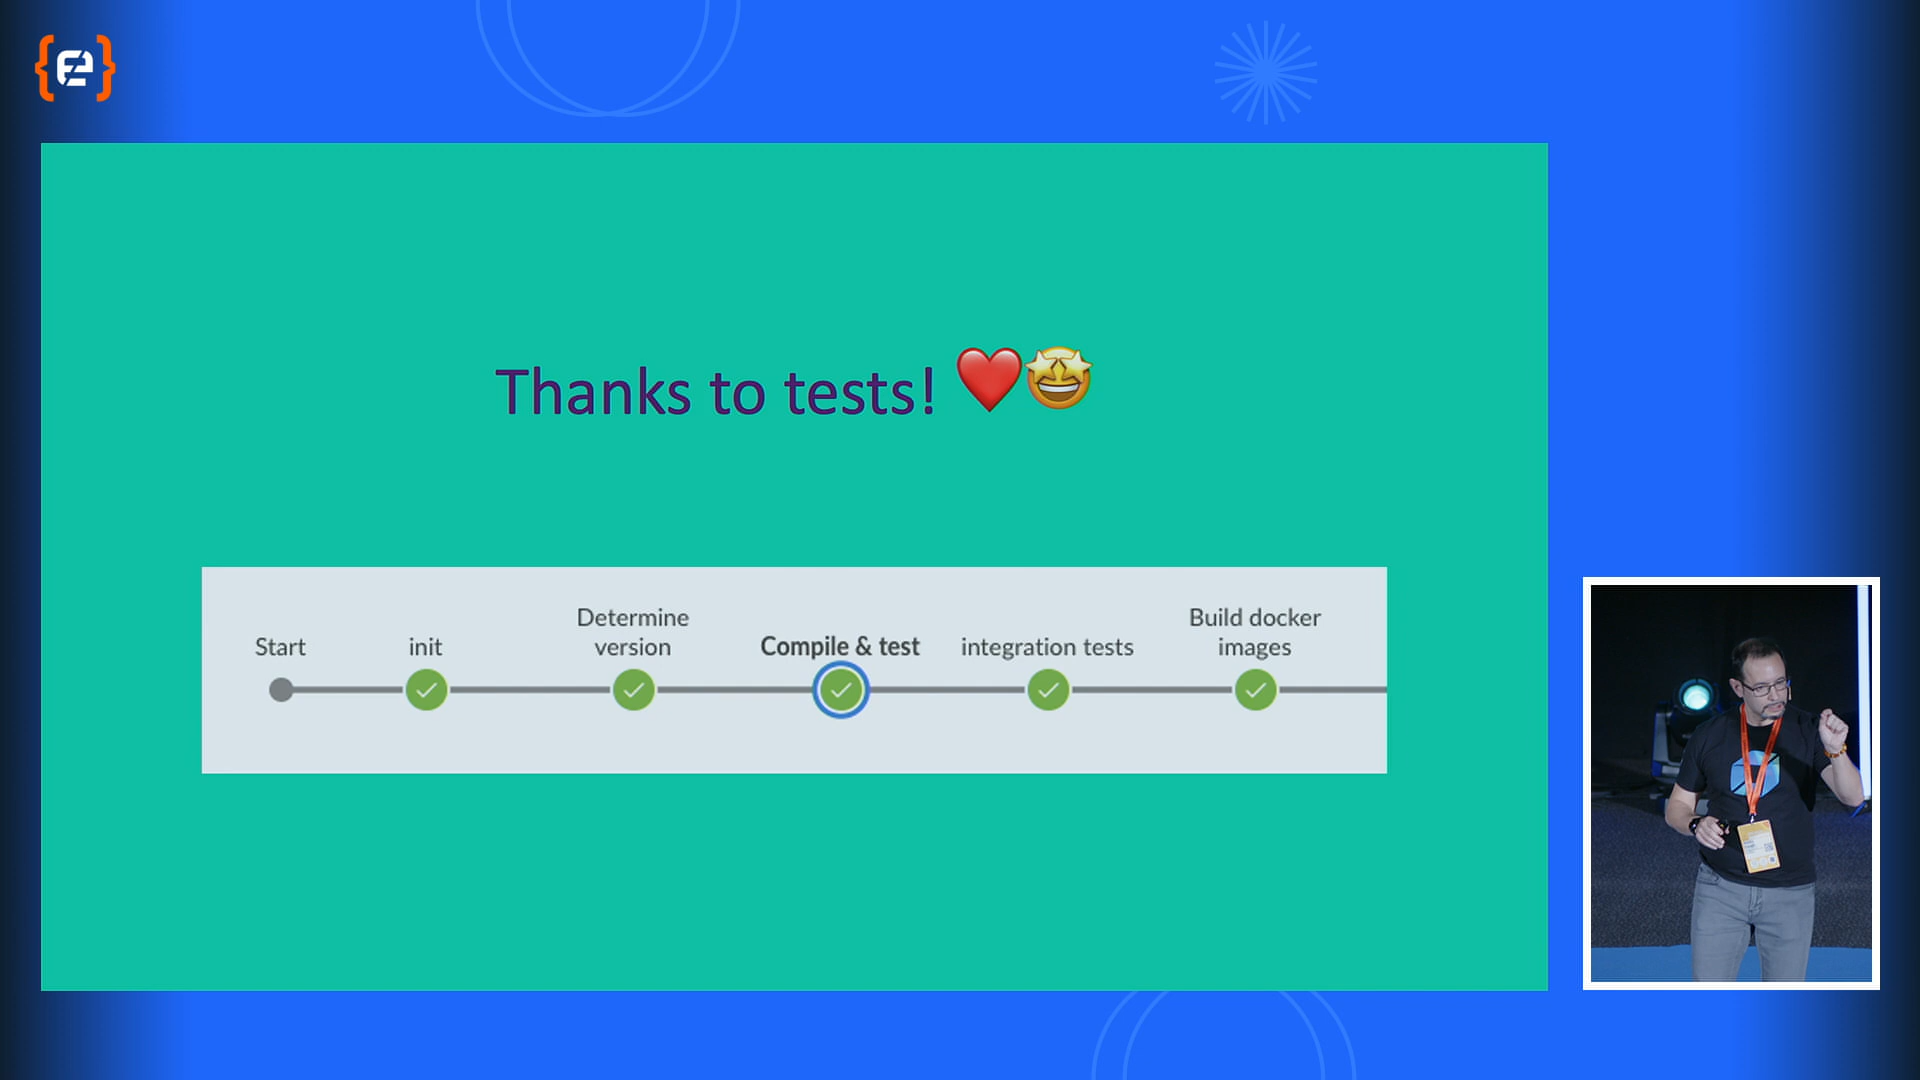 Thanks to tests! ❤️🤩
Start
init
Determine
version
Compile & test
integration tests
Build docker
images